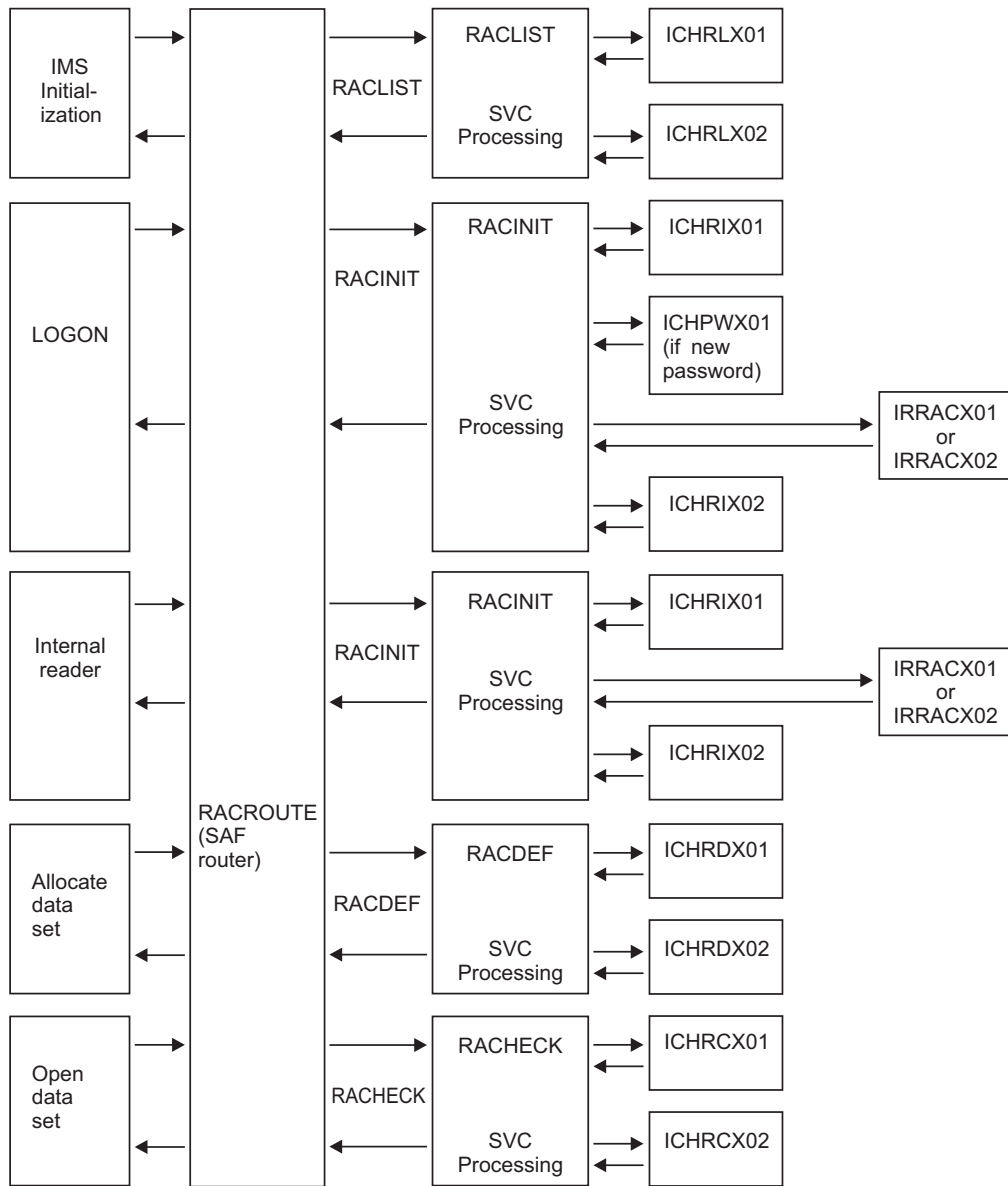 IMS
Initial-
ization
RACLIST
RACLIST
SVC
Processing
ICHRLX01
ICHRLX02
LOGON
RACINIT
RACINIT
SVC
Processing
ICHRIX01
ICHPWX01
(if new
password)
IRRACX01
or
IRRACX02
ICHRIX02
Internal
reader
RACINIT
RACINIT
SVC
Processing
ICHRIX01
IRRACX01
or
IRRACX02
ICHRIX02
RACROUTE
(SAF
router)
Allocate
data
set
RACDEF
RACDEF
SVC
Processing
ICHRDX01
ICHRDX02
Open
data
set
RACHECK
RACHECK
SVC
Processing
ICHRCX01
ICHRCX02